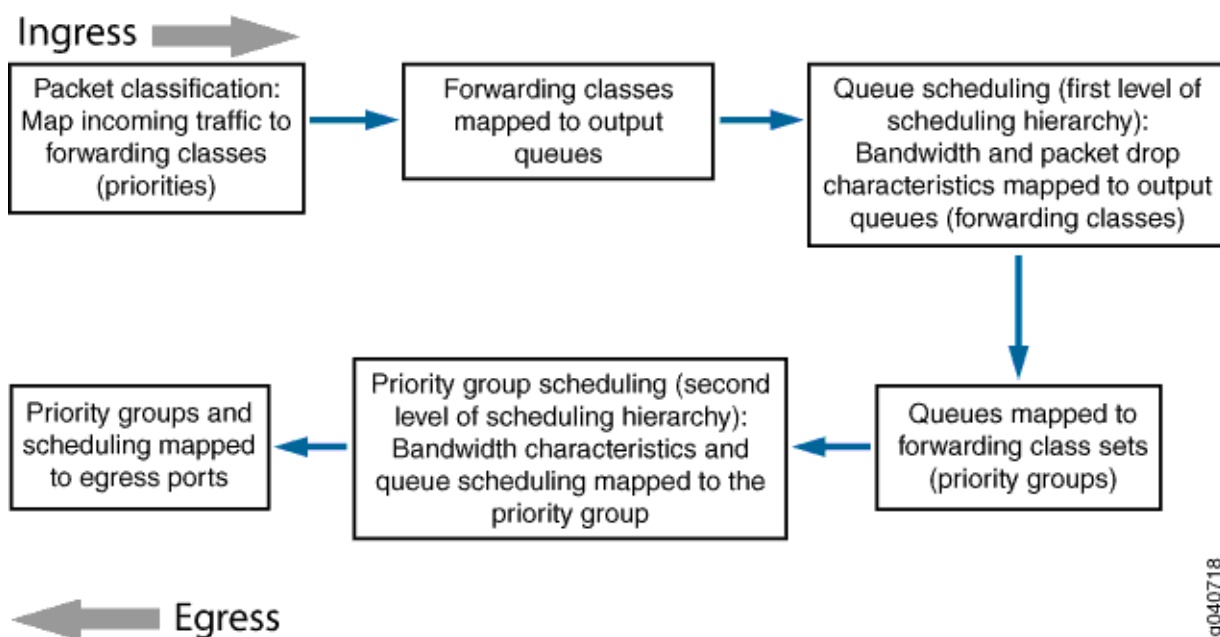 Ingress
Packet classification:
Map incoming traffic to
forwarding classes
(priorities)
Forwarding classes
mapped to output
queues
Queue scheduling (first level of
scheduling hierarchy):
Bandwidth and packet drop
characteristics mapped to output
queues (forwarding classes)
Queues mapped to
forwarding class sets
(priority groups)
Priority group scheduling (second
level of scheduling hierarchy):
Bandwidth characteristics and
queue scheduling mapped to the
priority group
Priority groups and
scheduling mapped
to egress ports
Egress
g040718